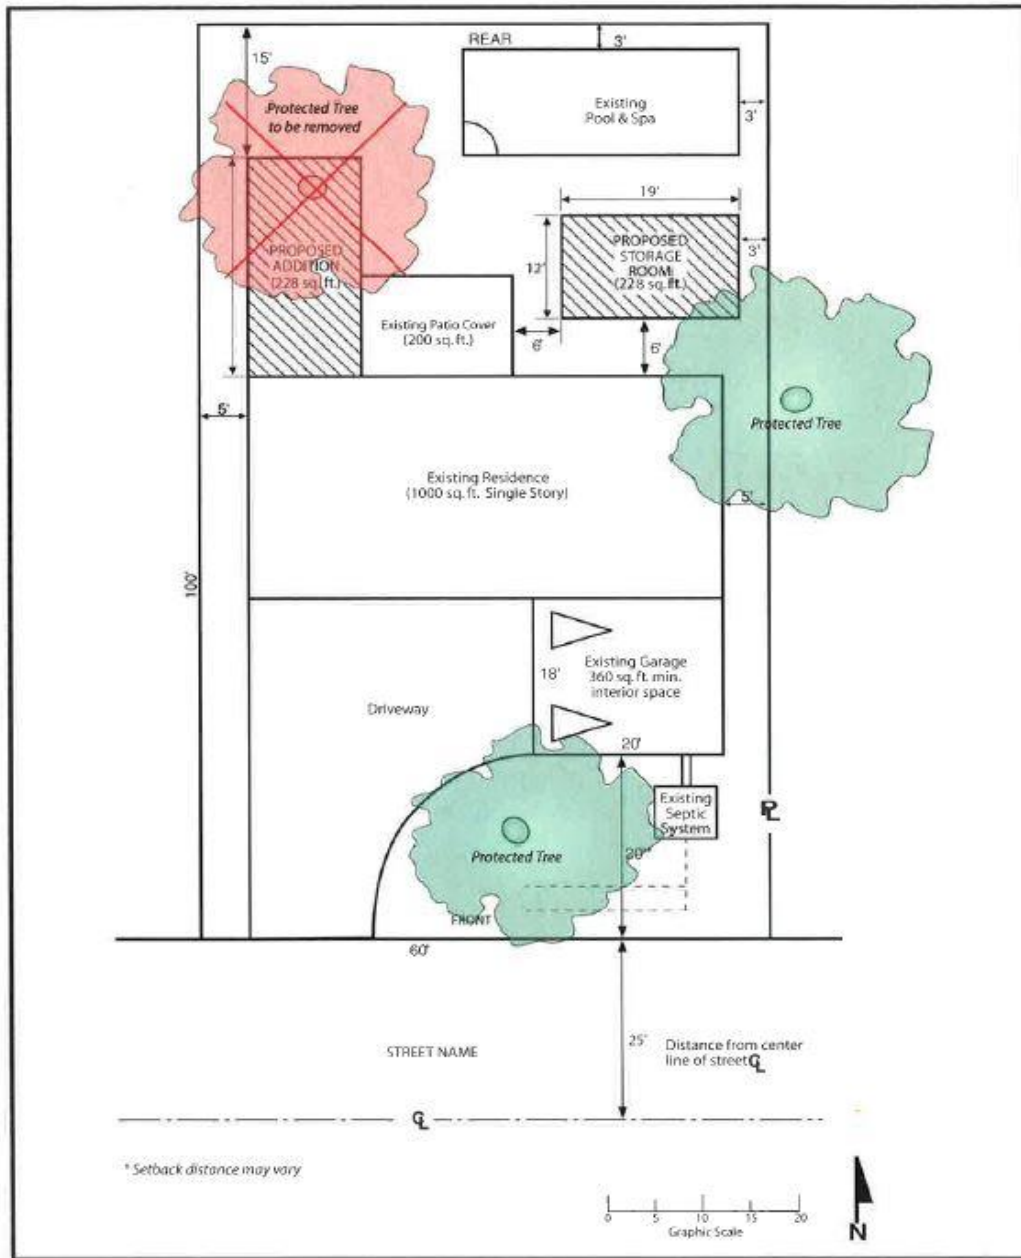 REAR
3'
15'
Protected Tree
to be removed
Existing
Pool & Spa
3'
19'
PROPOSED
STORAGE
ROOM
(228 sq.ft.)
12'
3'
PROPOSED
ADDITION
(228 sq. ft.)
Existing Patio Cover
(200 sq. ft.)
6'
6'
5'
Protected Tree
Existing Residence
(1000 sq. ft. Single Story)
5'
100'
Existing Garage
360 sq. ft. min.
interior space
18'
Driveway
20'
Existing
Septic
System
PL
Protected Tree
20'
FRONT
60'
STREET NAME
25'
Distance from center
line of street CL
CL
* Setback distance may vary
0 5 10 15 20
Graphic Scale
N